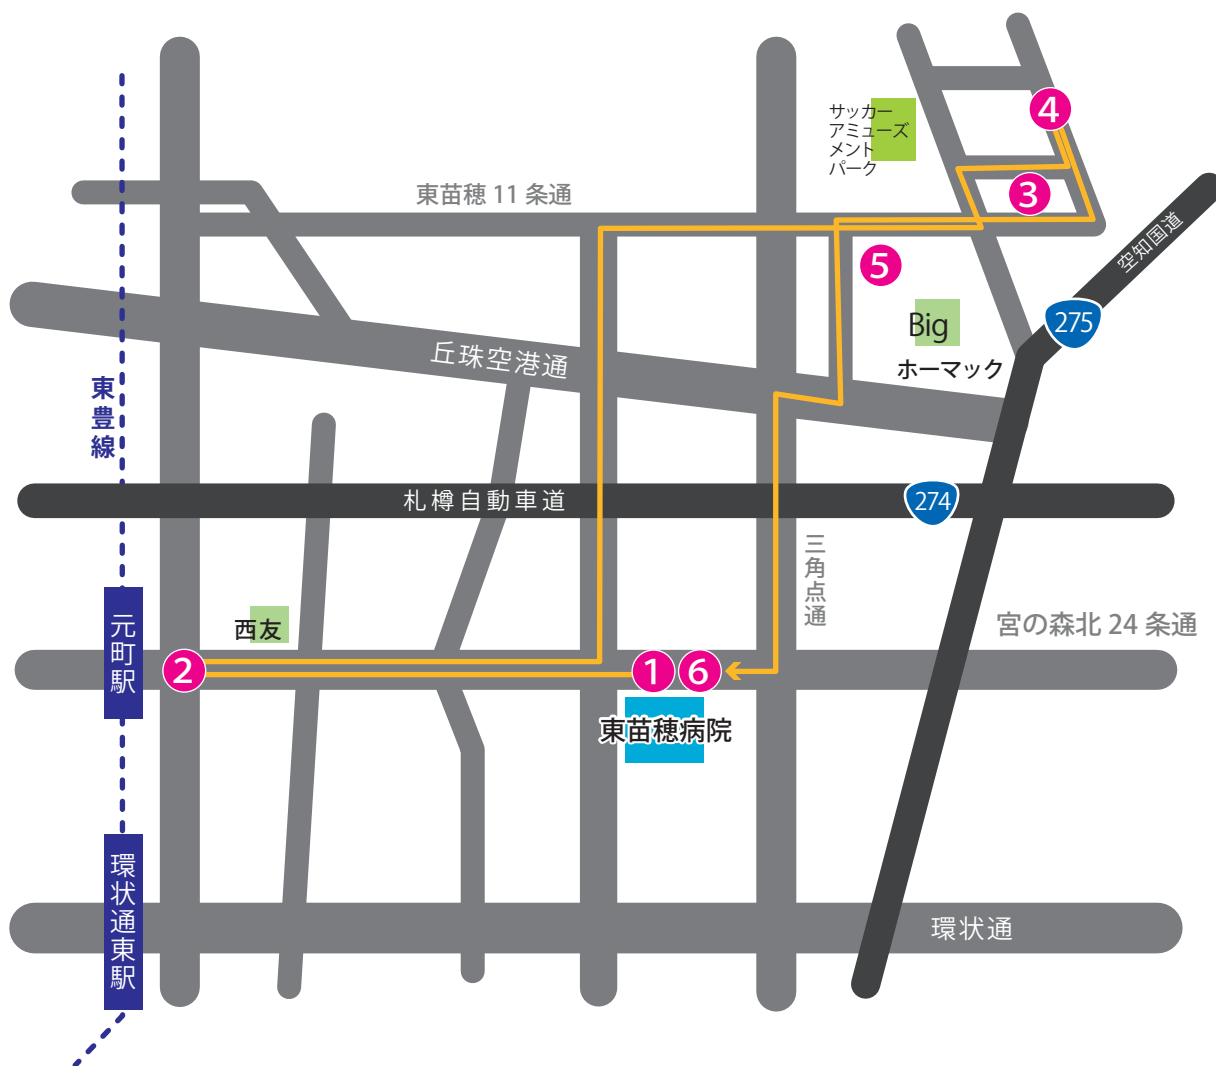 サッカー
アミューズ
メント
パーク
4
3
東苗穂 11 条通
5
空知国道
275
Big
ホーマック
丘珠空港通
東豊線
札樽自動車道
274
三角点通
元町駅
西友
宮の森北 24 条通
2
1
6
東苗穂病院
環状通東駅
環状通